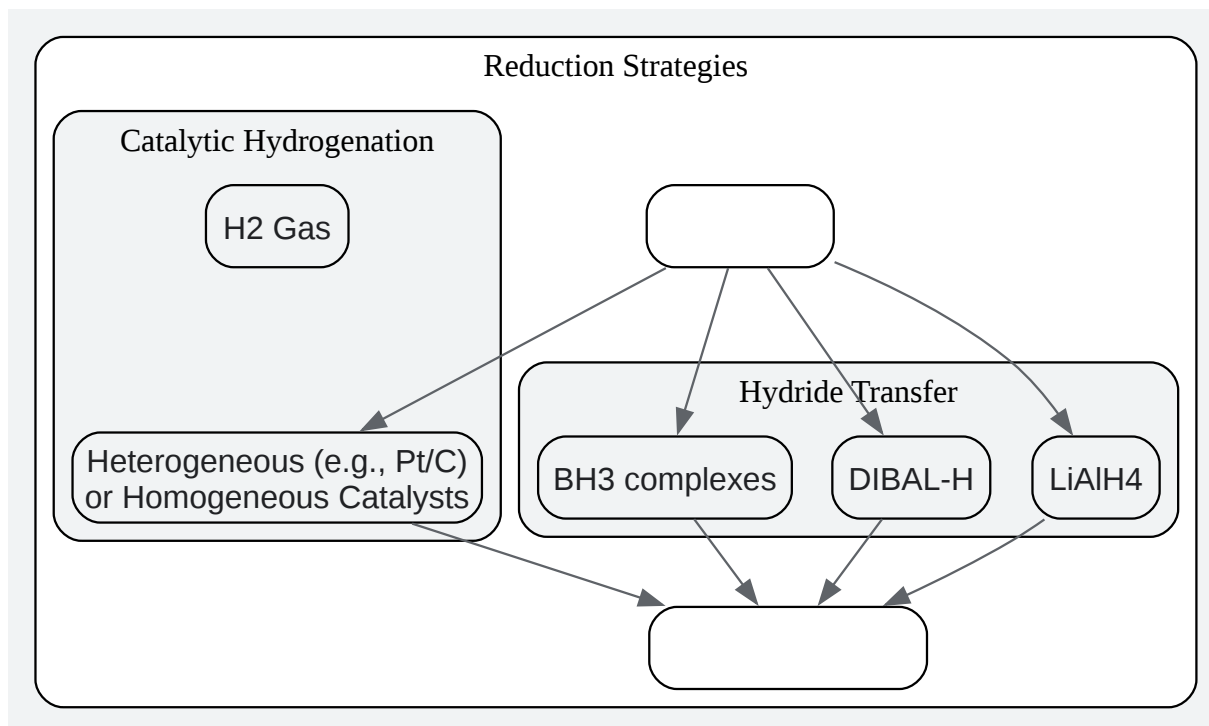 Reduction Strategies
Catalytic Hydrogenation
H2 Gas
Heterogeneous (e.g., Pt/C)
or Homogeneous Catalysts
Hydride Transfer
BH3 complexes
DIBAL-H
LiAlH4